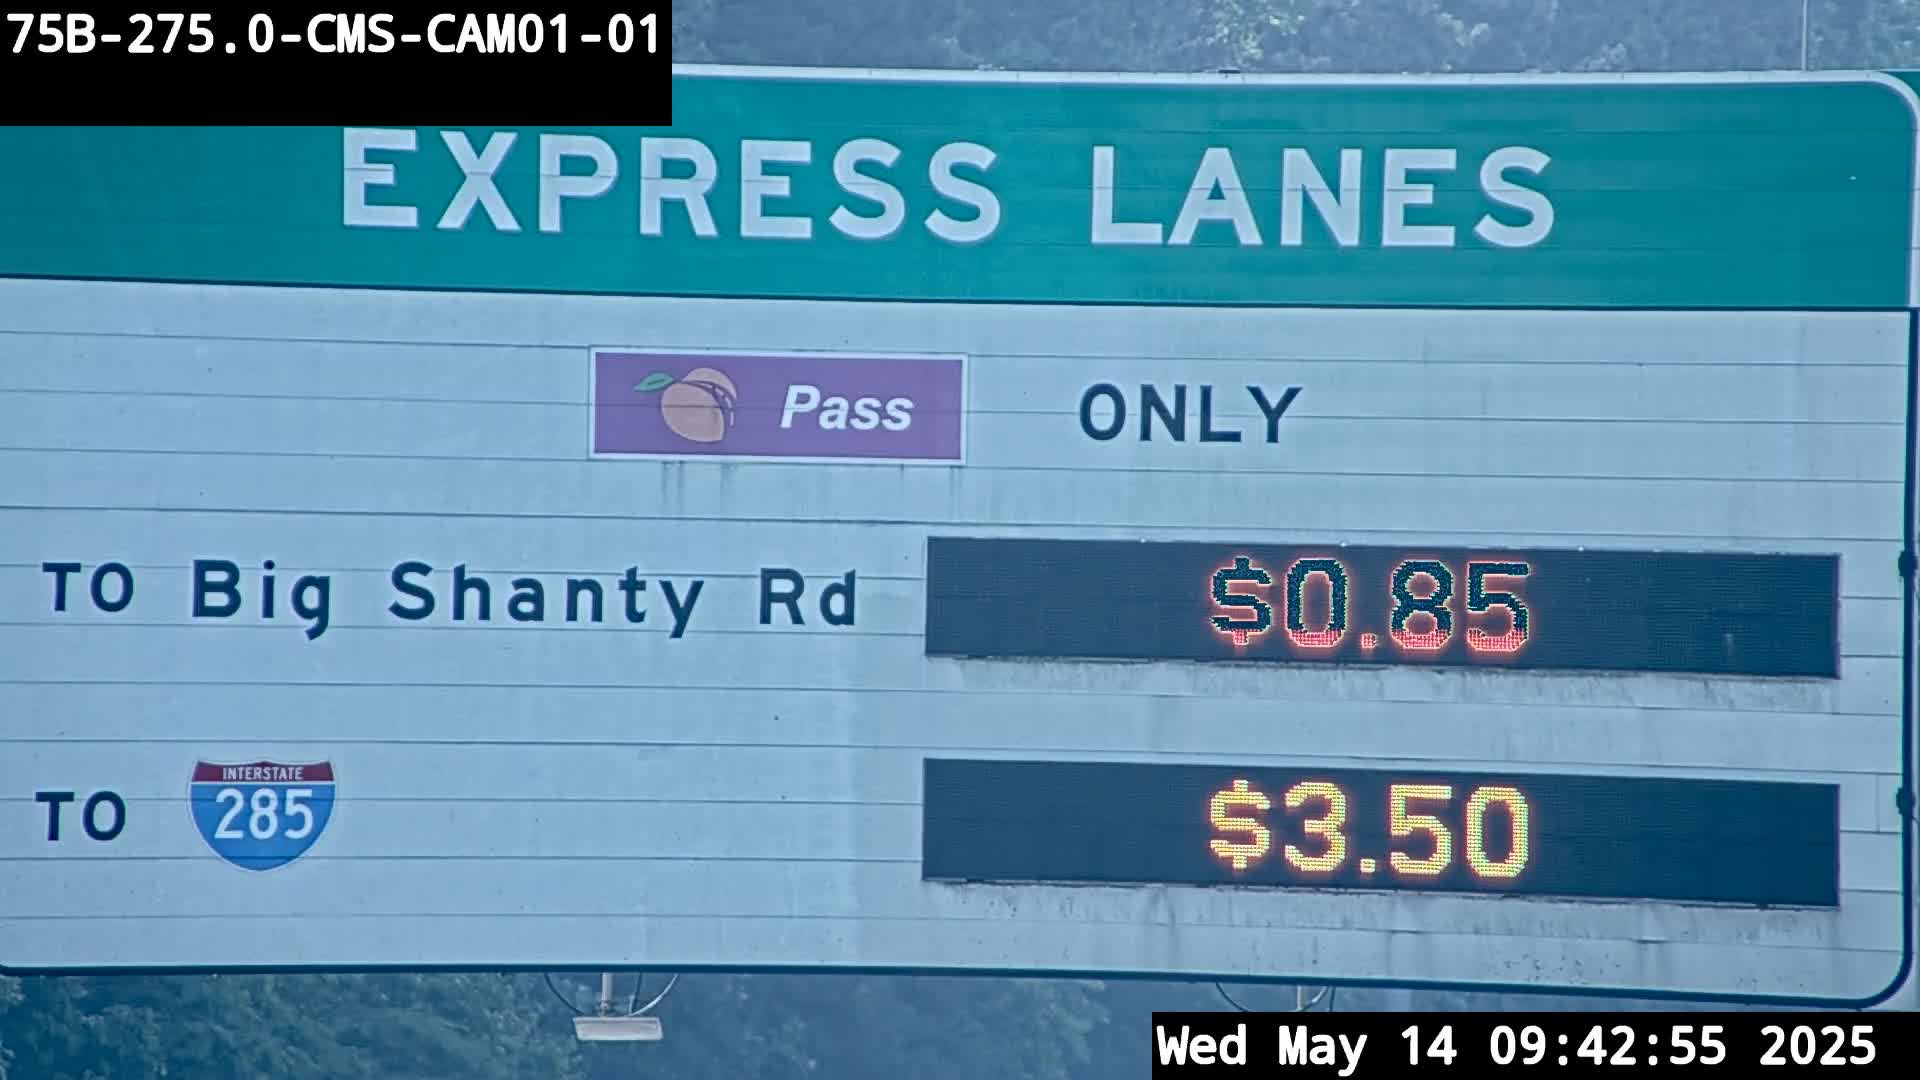 75B-275.0-CMS-CAM01-01
EXPRESS LANES
Pass ONLY
TO Big Shanty Rd $0.85
INTERSTATE
TO 285 $3.50
Wed May 14 09:42:55 2025